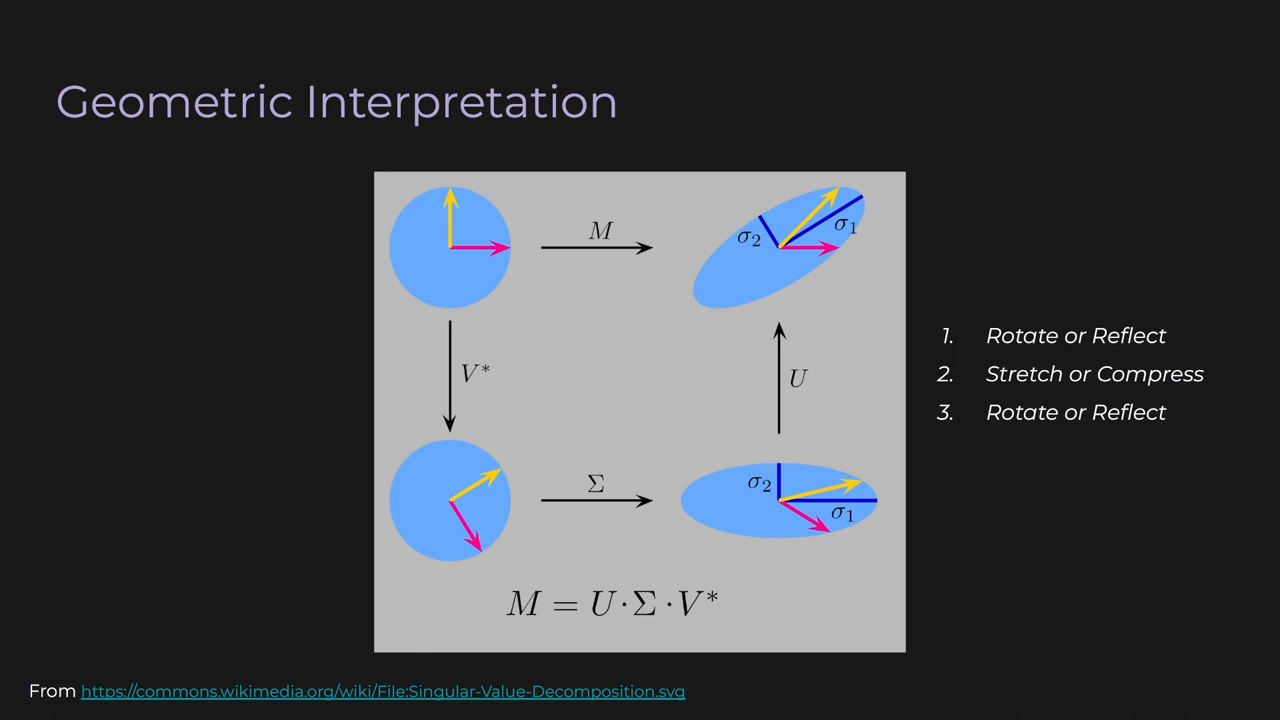 Geometric Interpretation
M
σ₂
σ₁
V*
U
Σ
σ₂
σ₁
M = U · Σ · V*
1. Rotate or Reflect
2. Stretch or Compress
3. Rotate or Reflect
From https://commons.wikimedia.org/wiki/File:Singular-Value-Decomposition.svg